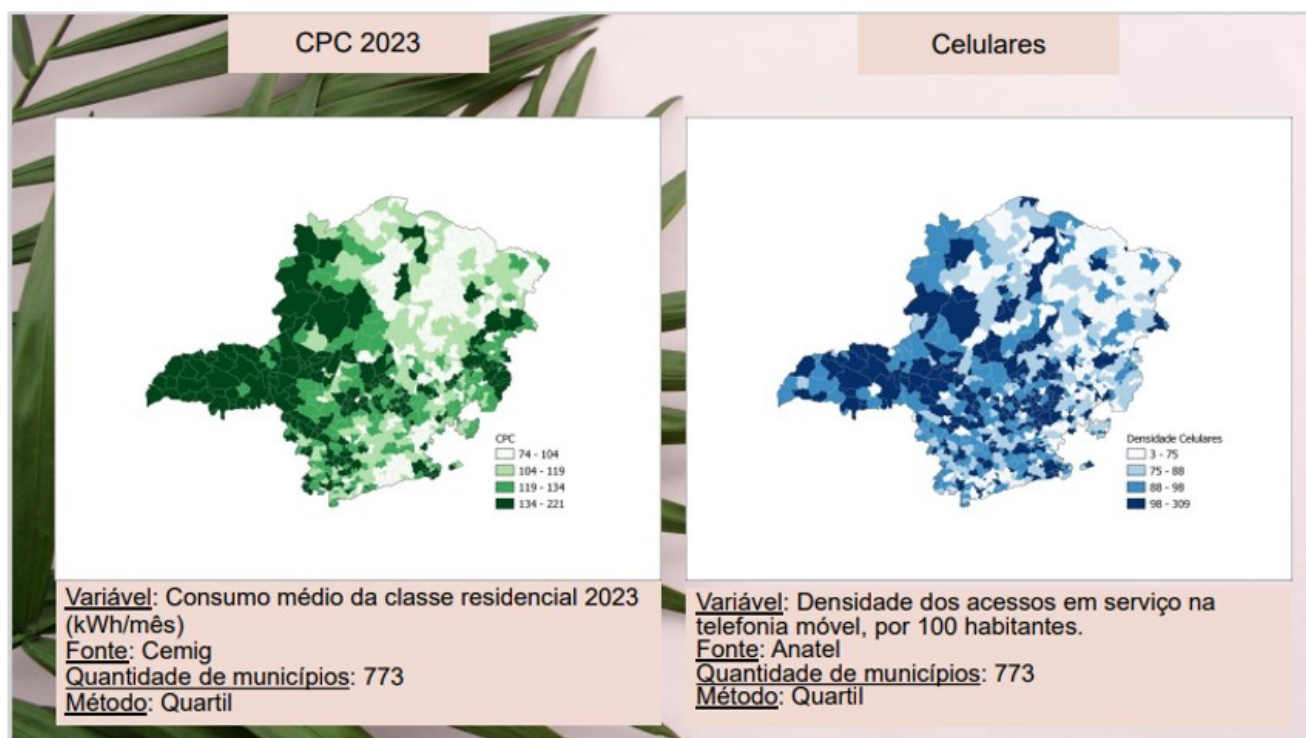 CPC 2023
CPC
74 - 104
104 - 119
119 - 134
134 - 221
Variável: Consumo médio da classe residencial 2023
(kWh/mês)
Fonte: Cemig
Quantidade de municípios: 773
Método: Quartil
Celulares
Densidade Celulares
3 - 75
75 - 88
88 - 98
98 - 309
Variável: Densidade dos acessos em serviço na
telefonia móvel, por 100 habitantes.
Fonte: Anatel
Quantidade de municípios: 773
Método: Quartil